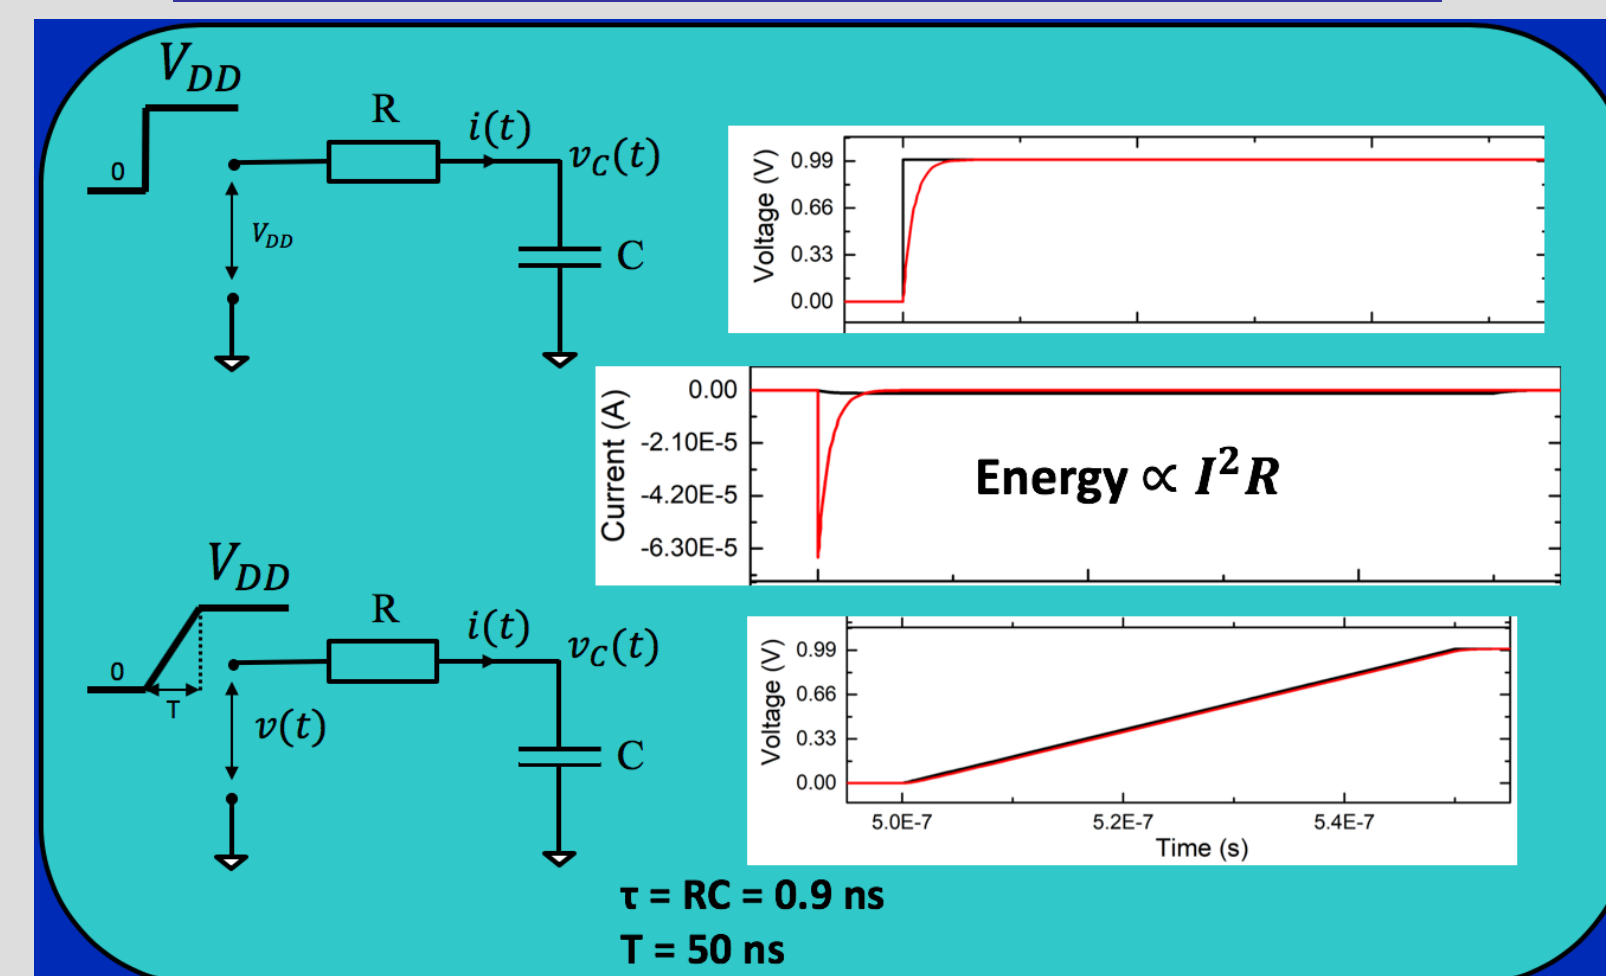 V_DD
0
R
i(t)
v_C(t)
V_DD
C
Voltage (V)
0.99
0.66
0.33
0.00
Current (A)
0.00
-2.10E-5
-4.20E-5
-6.30E-5
Energy ∝ I²R
V_DD
0
T
R
i(t)
v_C(t)
v(t)
C
Voltage (V)
0.99
0.66
0.33
0.00
5.0E-7 5.2E-7 5.4E-7
Time (s)
τ = RC = 0.9 ns
T = 50 ns